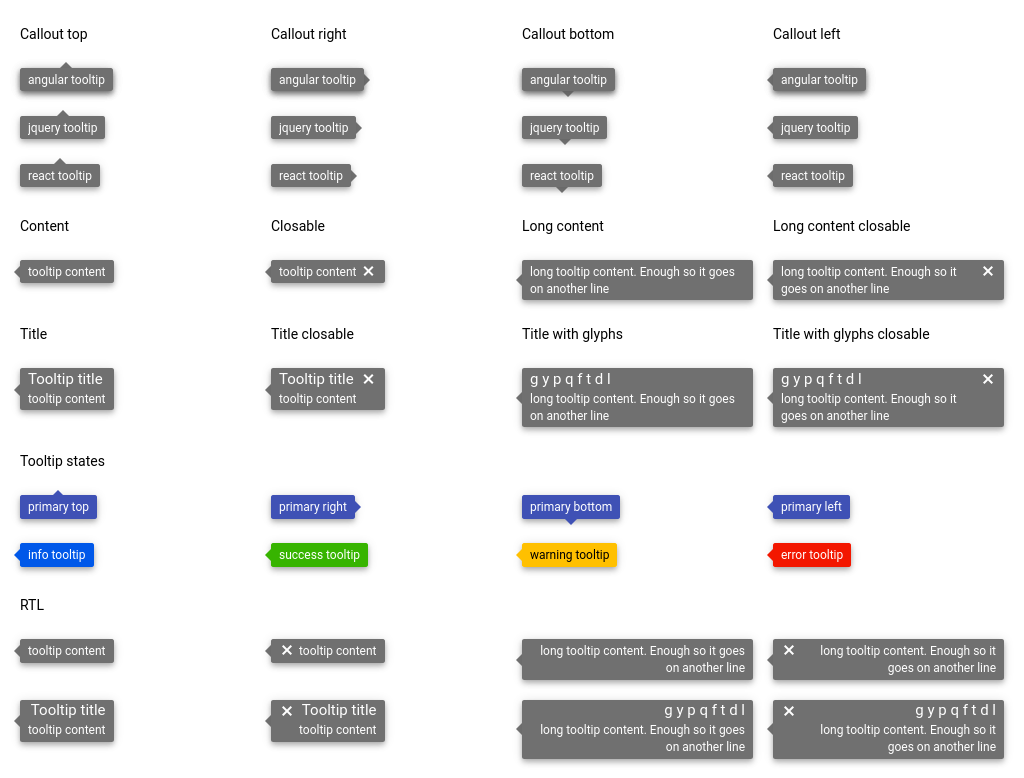 Callout top
Callout right
Callout bottom
Callout left
angular tooltip
angular tooltip
angular tooltip
angular tooltip
jquery tooltip
jquery tooltip
jquery tooltip
jquery tooltip
react tooltip
react tooltip
react tooltip
react tooltip
Content
Closable
Long content
Long content closable
tooltip content
tooltip content
long tooltip content. Enough so it goes
on another line
long tooltip content. Enough so it
goes on another line
Title
Title closable
Title with glyphs
Title with glyphs closable
Tooltip title
tooltip content
Tooltip title
tooltip content
g y p q f t d l
long tooltip content. Enough so it goes
on another line
g y p q f t d l
long tooltip content. Enough so it
goes on another line
Tooltip states
primary top
primary right
primary bottom
primary left
info tooltip
success tooltip
warning tooltip
error tooltip
RTL
tooltip content
tooltip content
long tooltip content. Enough so it goes
on another line
long tooltip content. Enough so it
goes on another line
Tooltip title
tooltip content
Tooltip title
tooltip content
g y p q f t d l
long tooltip content. Enough so it goes
on another line
g y p q f t d l
long tooltip content. Enough so it
goes on another line